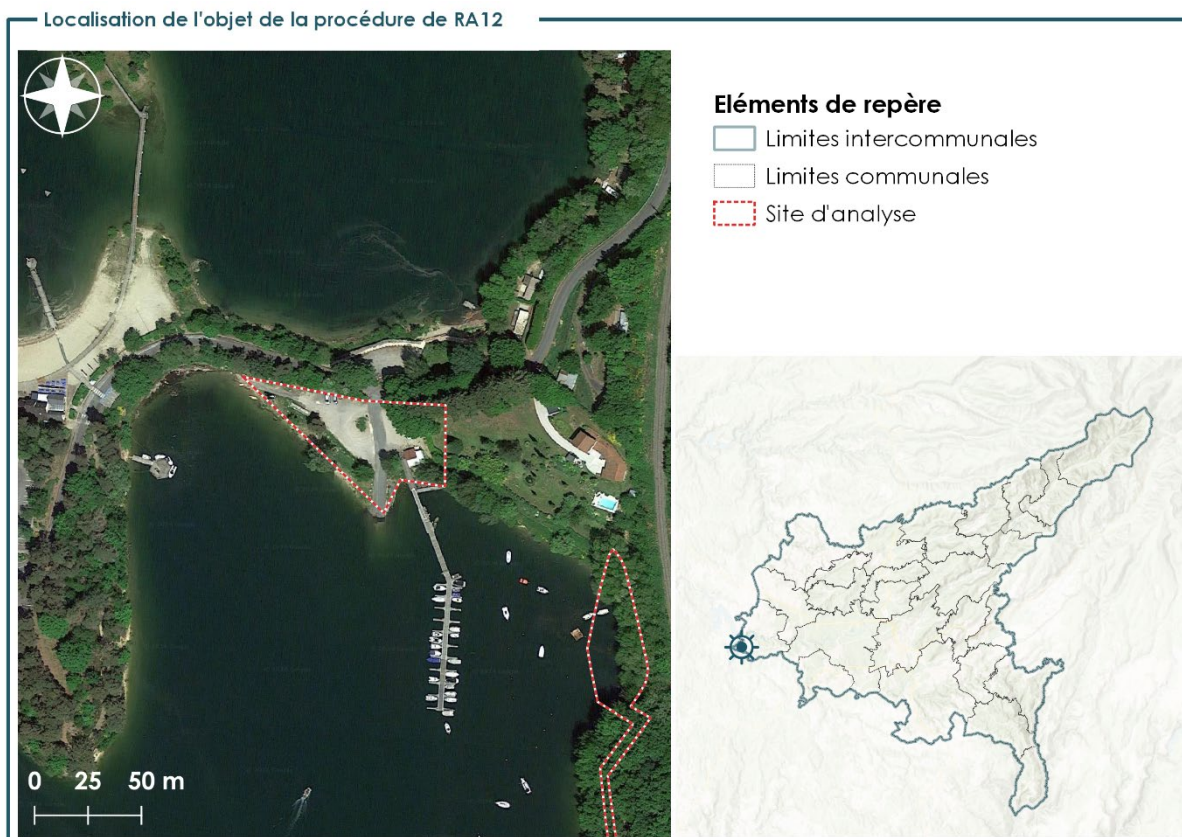 Localisation de l'objet de la procédure de RA12
Eléments de repère
Limites intercommunales
Limites communales
Site d'analyse
0 25 50 m